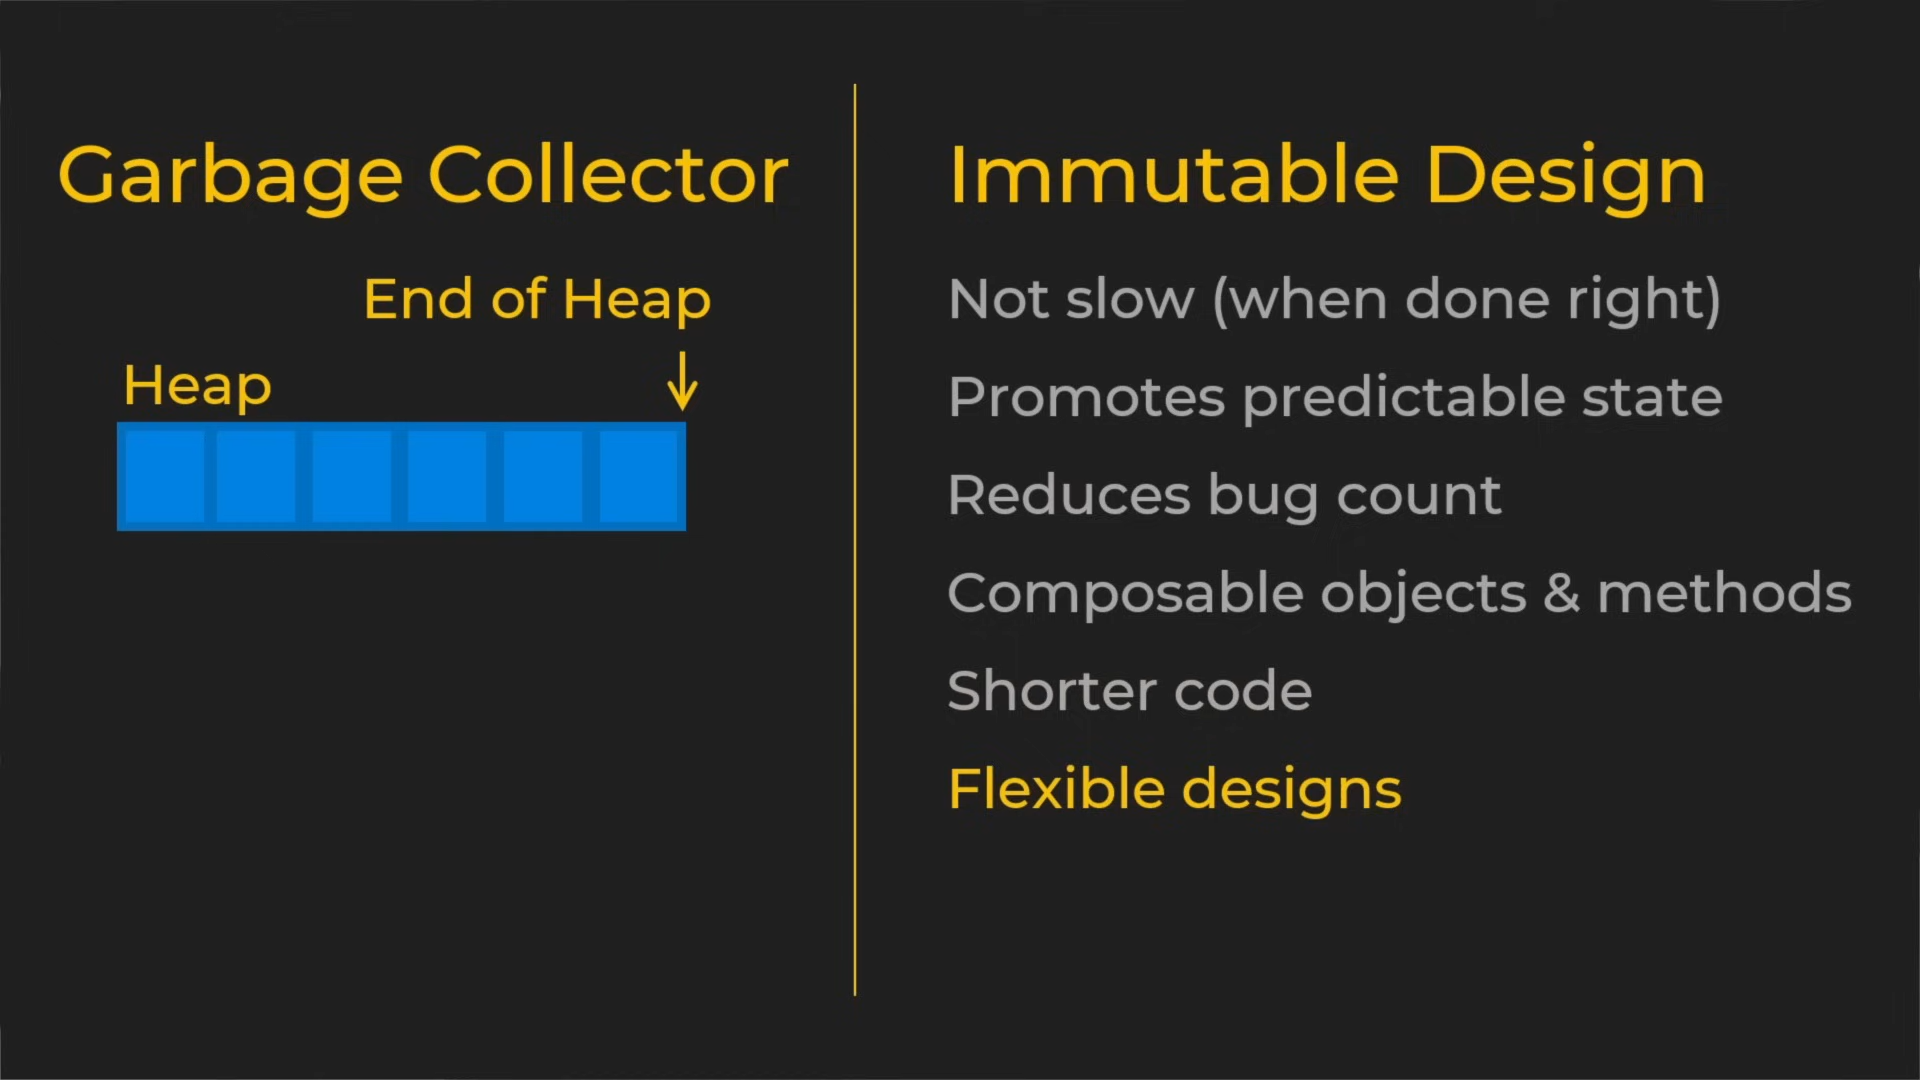 Garbage Collector
End of Heap
Heap
Immutable Design
Not slow (when done right)
Promotes predictable state
Reduces bug count
Composable objects & methods
Shorter code
Flexible designs